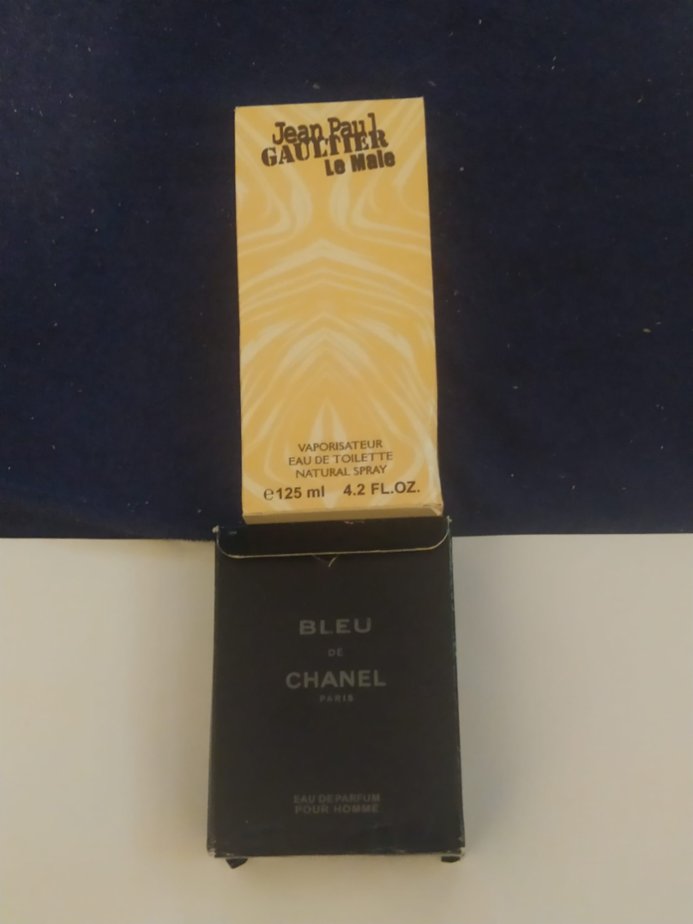 Jean Paul
GAULTIER
Le Male
VAPORISATEUR
EAU DE TOILETTE
NATURAL SPRAY
e125 ml 4.2 FL.OZ.
BLEU
DE
CHANEL
PARIS
EAU DE PARFUM
POUR HOMME